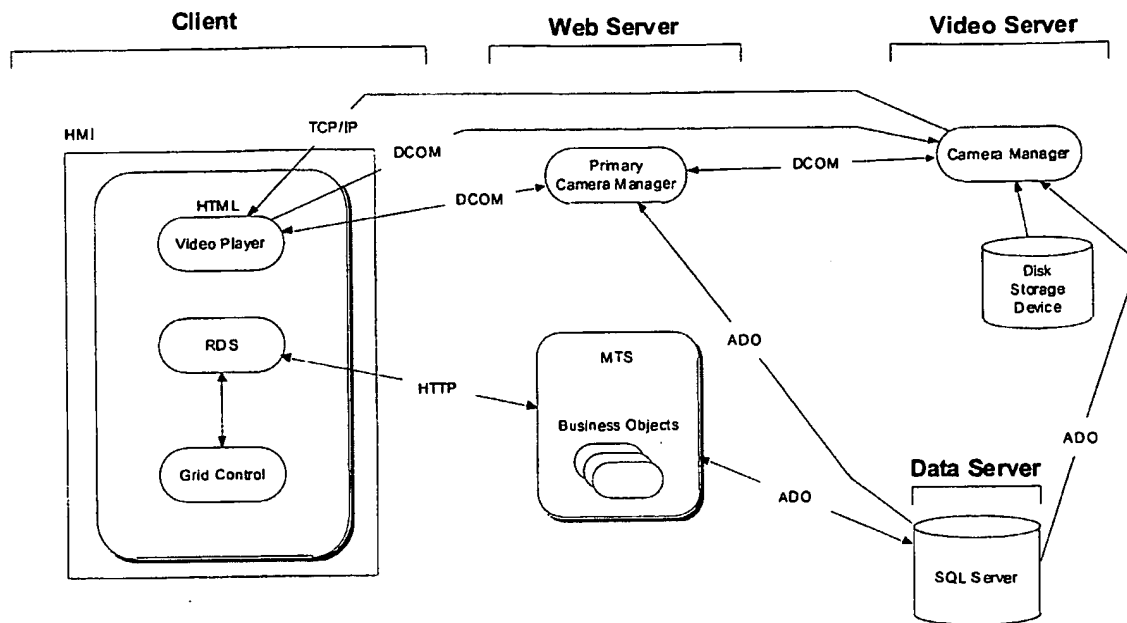 Client
Web Server
Video Server
HMI
TCP/IP
DCOM
Primary
Camera Manager
DCOM
Camera Manager
DCOM
HTML
Video Player
Disk
Storage
Device
RDS
MTS
ADO
HTTP
Business Objects
ADO
Grid Control
Data Server
ADO
SQL Server